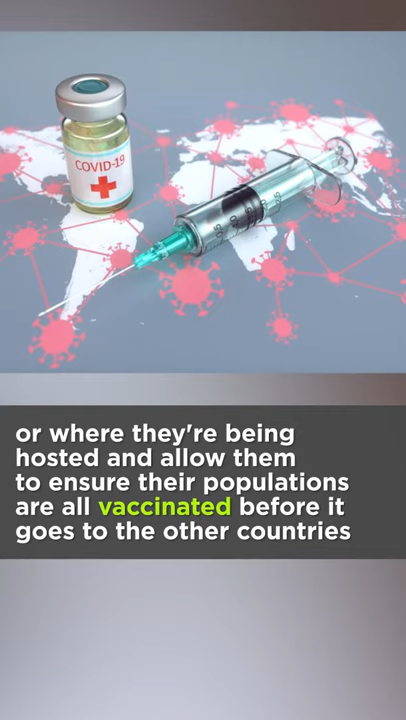 COVID-19
or where they're being
hosted and allow them
to ensure their populations
are all vaccinated before it
goes to the other countries